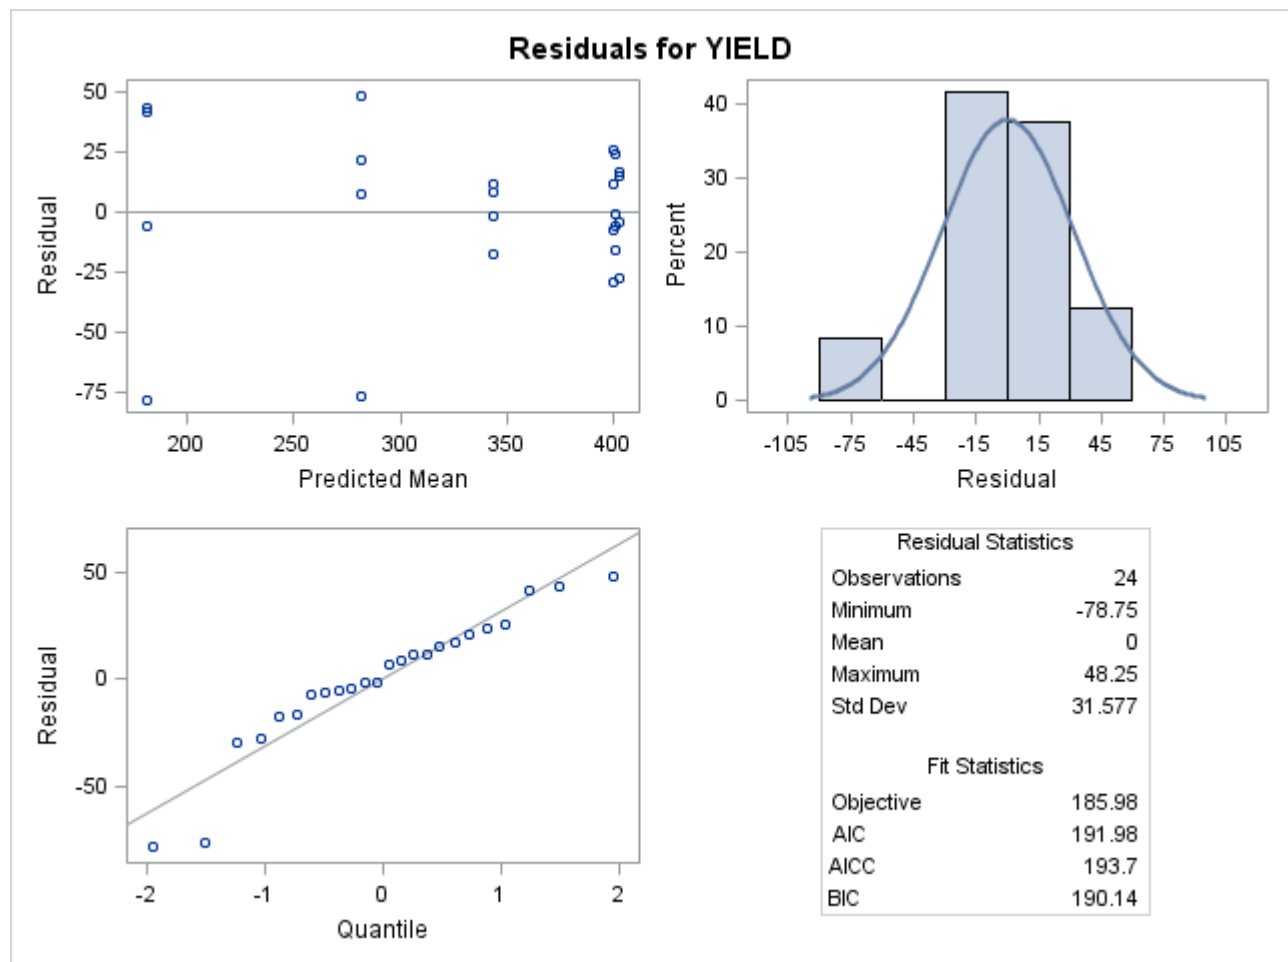 Residuals for YIELD
50
25
0
-25
-50
-75
Residual
200 250 300 350 400
Predicted Mean
40
30
20
10
0
Percent
-105 -75 -45 -15 15 45 75 105
Residual
50
0
-50
Residual
-2 -1 0 1 2
Quantile
Residual Statistics
Observations 24
Minimum -78.75
Mean 0
Maximum 48.25
Std Dev 31.577
Fit Statistics
Objective 185.98
AIC 191.98
AICC 193.7
BIC 190.14